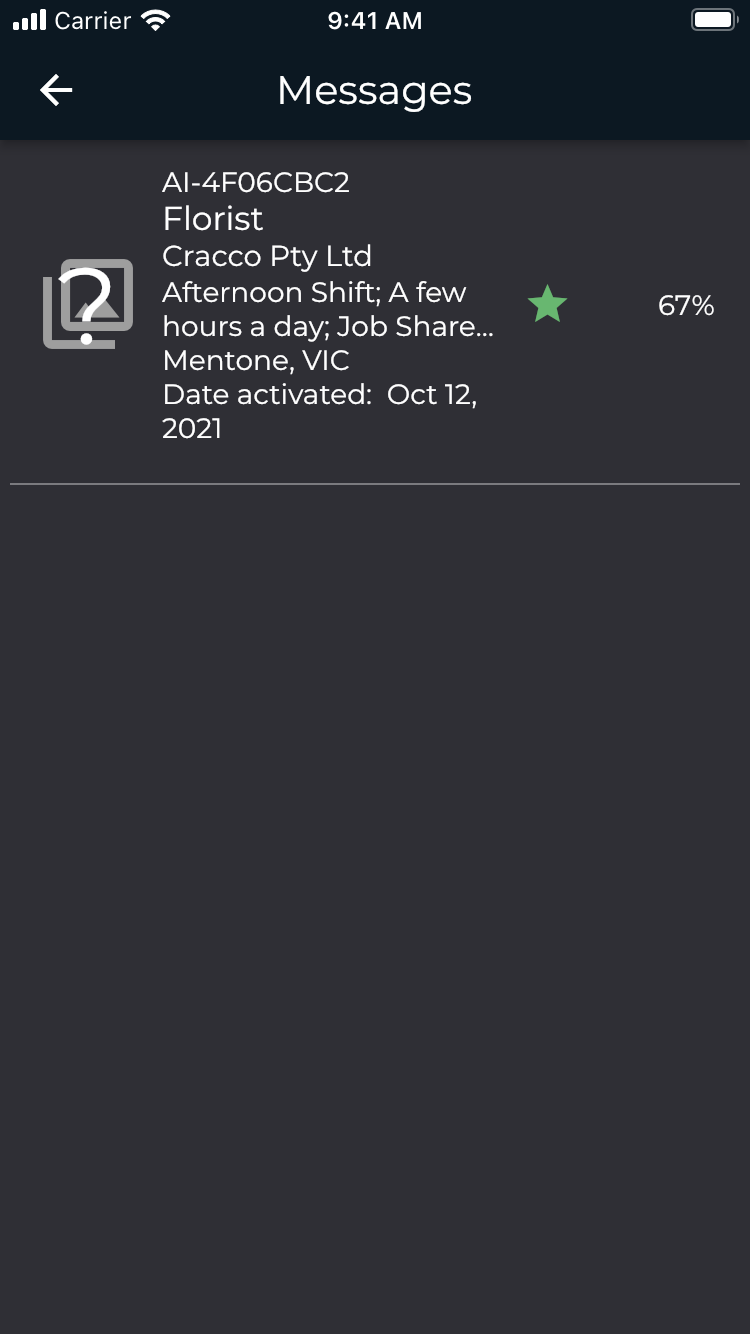 Carrier 9:41 AM
Messages
AI-4F06CBC2
Florist
Cracco Pty Ltd
Afternoon Shift; A few
hours a day; Job Share...
Mentone, VIC
Date activated:  Oct 12,
2021
67%